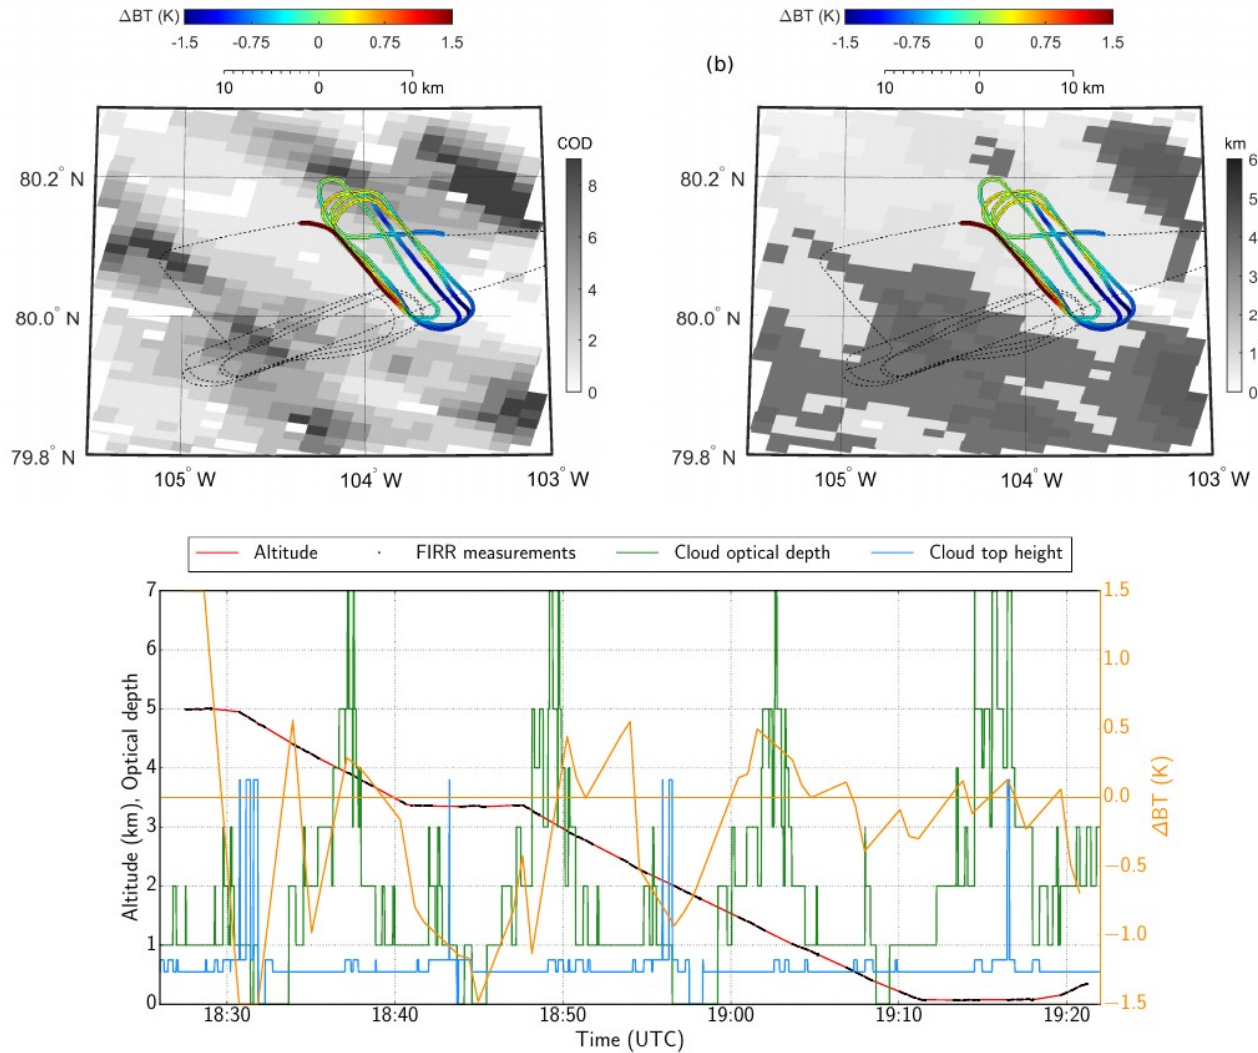 ΔBT (K)
-1.5 -0.75 0 0.75 1.5
10 0 10 km
COD
80.2° N
80.0° N
79.8° N
105° W 104° W 103° W
8
6
4
2
0
ΔBT (K)
-1.5 -0.75 0 0.75 1.5
(b)
10 0 10 km
km
80.2° N
80.0° N
79.8° N
105° W 104° W 103° W
6
5
4
3
2
1
0
Altitude FIRR measurements Cloud optical depth Cloud top height
Altitude (km), Optical depth
7
6
5
4
3
2
1
0
1.5
1.0
0.5
0.0
−0.5
−1.0
−1.5
ΔBT (K)
18:30 18:40 18:50 19:00 19:10 19:20
Time (UTC)